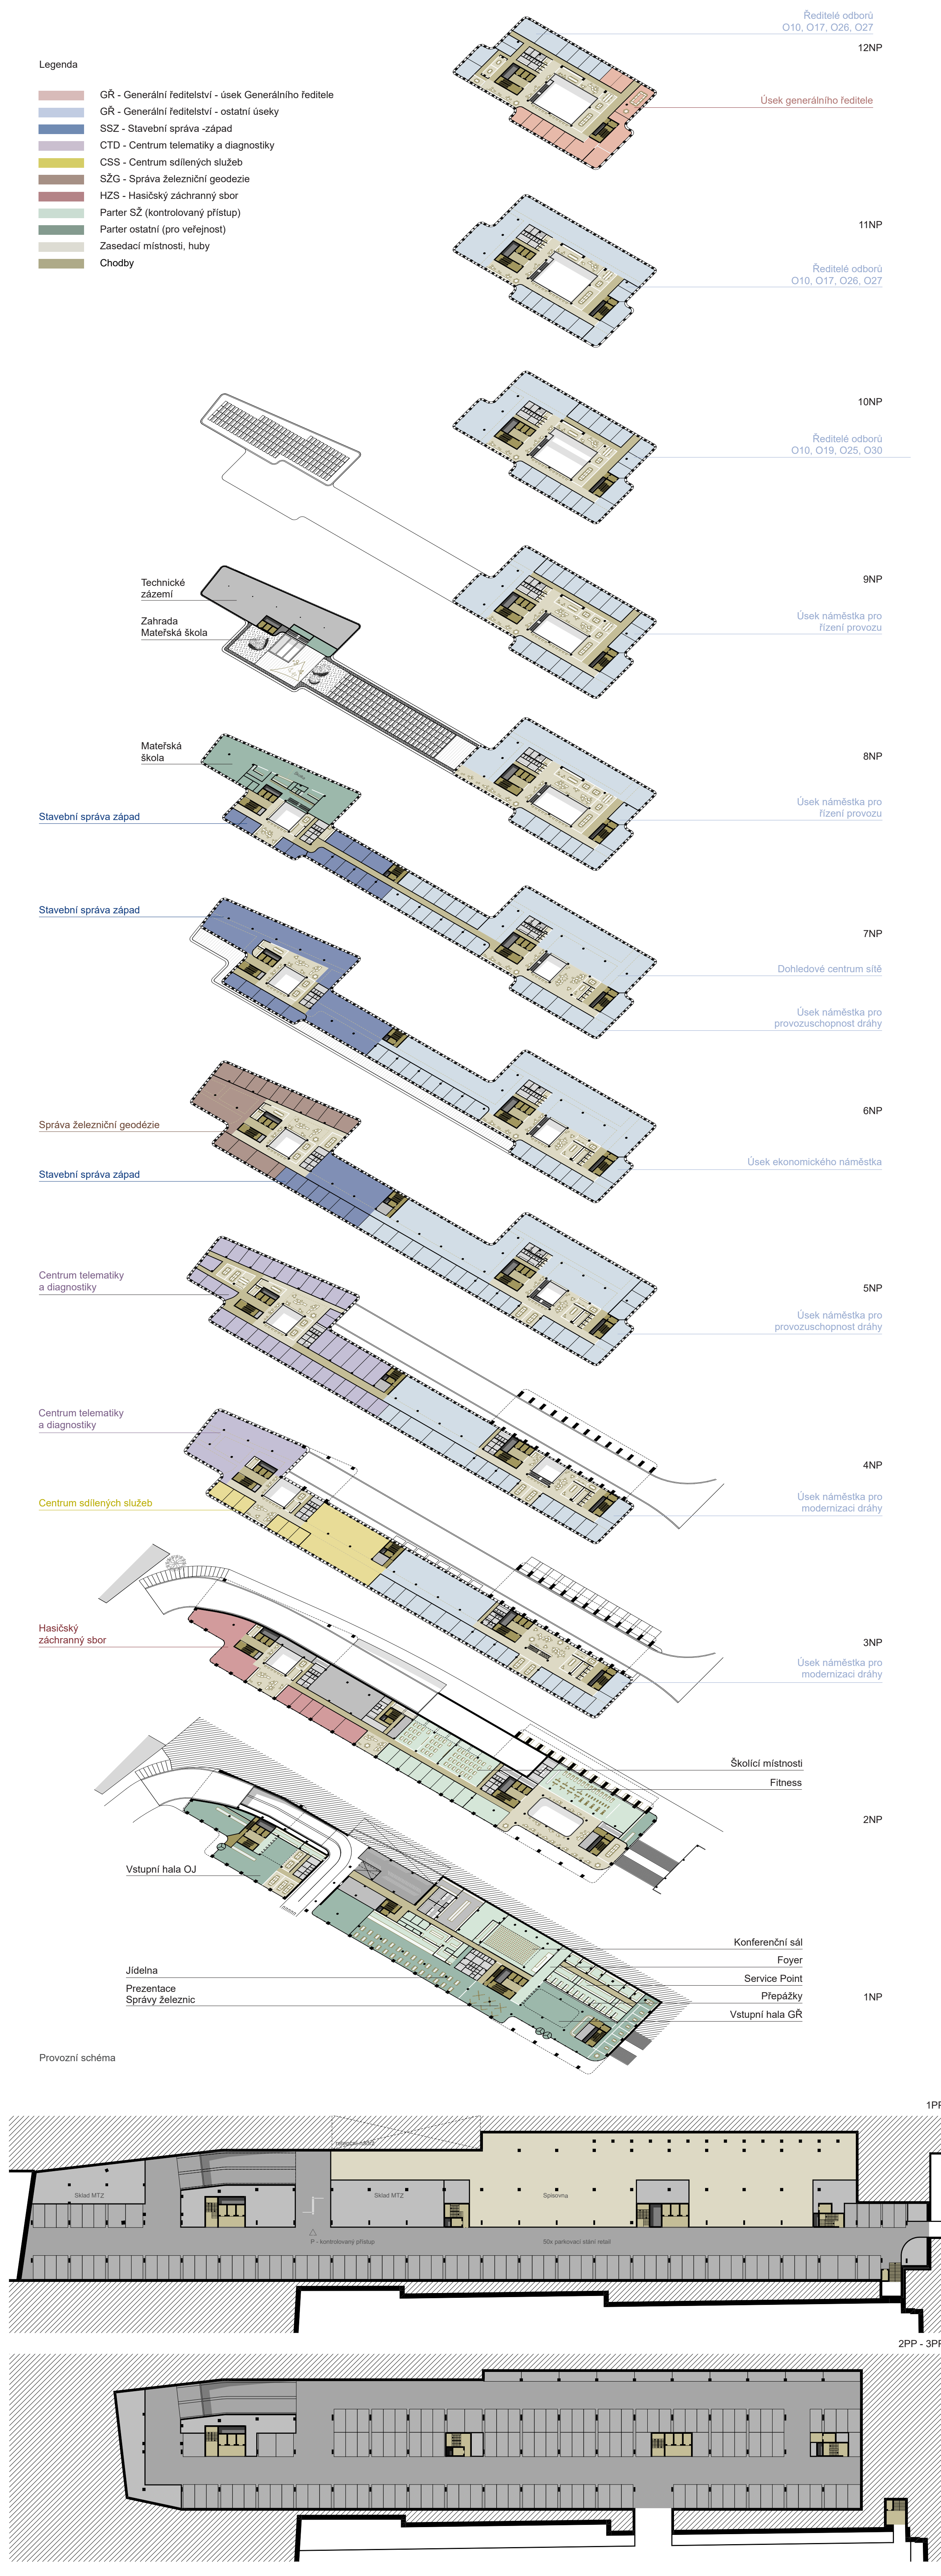 Ředitelé odborů
O10, O17, O26, O27
12NP
Legenda
GŘ - Generální ředitelství - úsek Generálního ředitele
GŘ - Generální ředitelství - ostatní úseky
SSZ - Stavební správa -západ
CTD - Centrum telematiky a diagnostiky
CSS - Centrum sdílených služeb
SŽG - Správa železniční geodezie
HZS - Hasičský záchranný sbor
Parter SŽ (kontrolovaný přístup)
Parter ostatní (pro veřejnost)
Zasedací místnosti, huby
Chodby
Úsek generálního ředitele
11NP
Ředitelé odborů
O10, O17, O26, O27
10NP
Ředitelé odborů
O10, O19, O25, O30
9NP
Technické
zázemí
Zahrada
Mateřská škola
Úsek náměstka pro
řízení provozu
8NP
Mateřská
škola
Úsek náměstka pro
řízení provozu
Stavební správa západ
Stavební správa západ
7NP
Dohledové centrum sítě
Úsek náměstka pro
provozuschopnost dráhy
6NP
Správa železniční geodézie
Úsek ekonomického náměstka
Stavební správa západ
Centrum telematiky
a diagnostiky
5NP
Úsek náměstka pro
provozuschopnost dráhy
Centrum telematiky
a diagnostiky
4NP
Úsek náměstka pro
modernizaci dráhy
Centrum sdílených služeb
Hasičský
záchranný sbor
3NP
Úsek náměstka pro
modernizaci dráhy
Školící místnosti
Fitness
2NP
Vstupní hala OJ
Konferenční sál
Foyer
Jídelna
Service Point
Prezentace
Správy železnic
Přepážky
1NP
Vstupní hala GŘ
Provozní schéma
1PP
Sklad MTZ
Sklad MTZ
Spisovna
P - kontrolovaný přístup
50x parkovací stání retail
2PP - 3PP